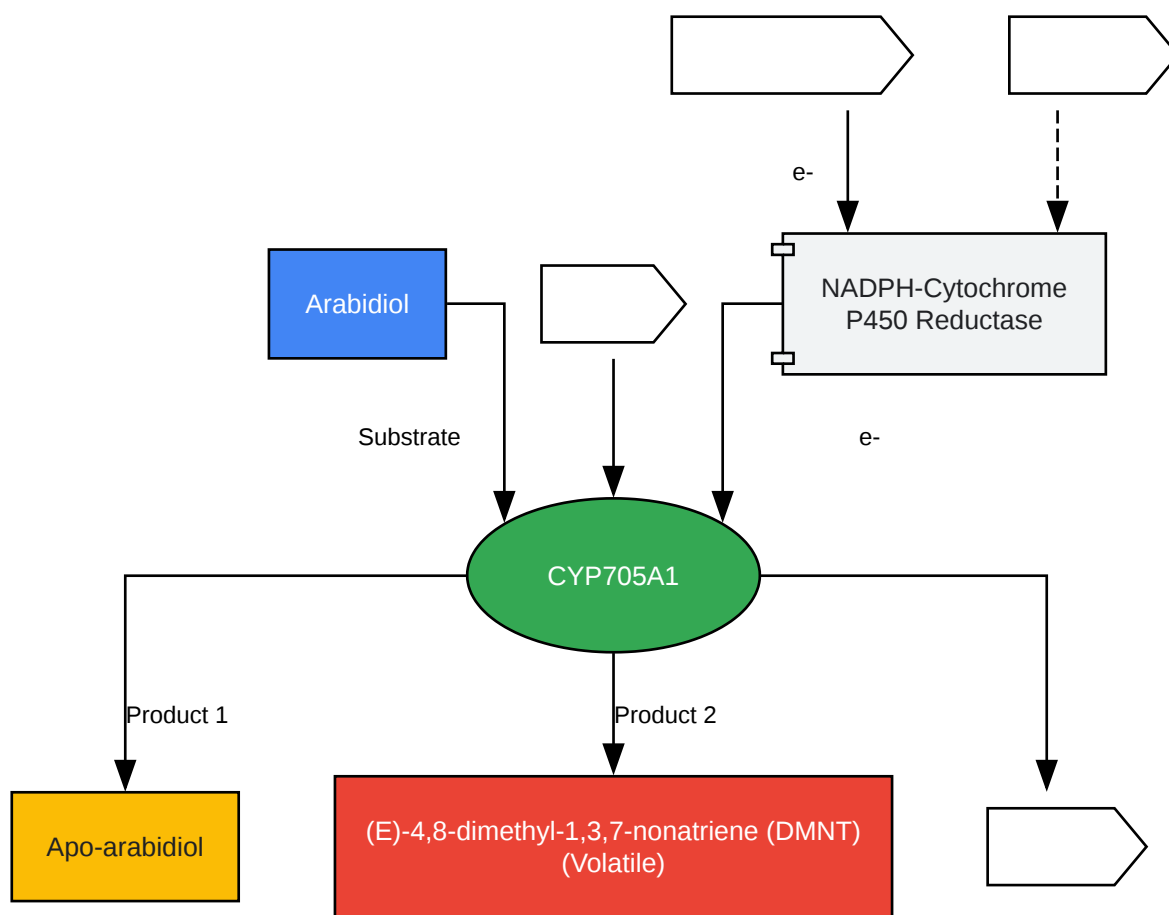 e-
NADPH-Cytochrome
P450 Reductase
Arabidiol
Substrate
e-
CYP705A1
Product 1
Product 2
Apo-arabidiol
(E)-4,8-dimethyl-1,3,7-nonatriene (DMNT)
(Volatile)